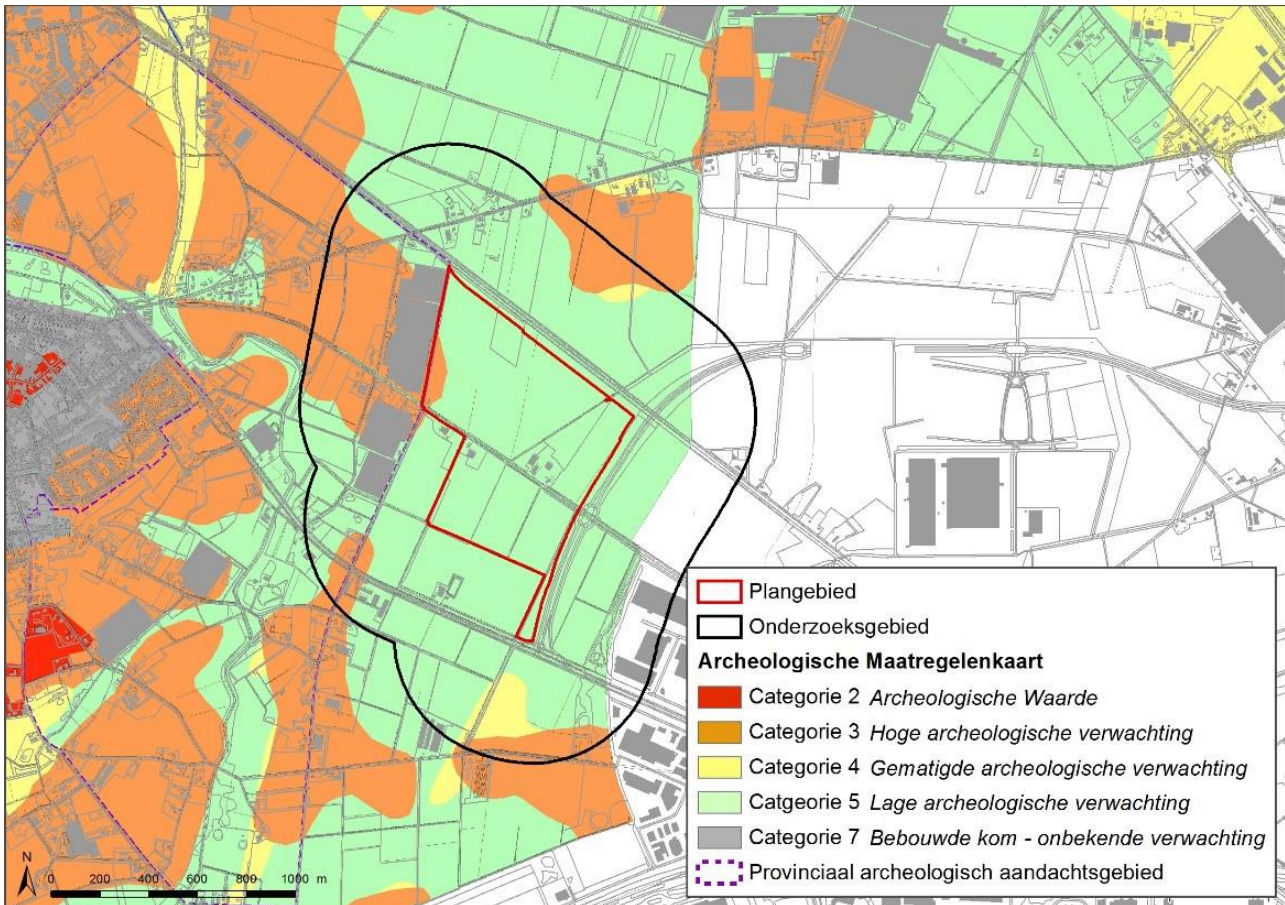 Plangebied
Onderzoeksgebied
Archeologische Maatregelenkaart
Categorie 2 Archeologische Waarde
Categorie 3 Hoge archeologische verwachting
Categorie 4 Gematigde archeologische verwachting
Catgeorie 5 Lage archeologische verwachting
Categorie 7 Bebouwde kom - onbekende verwachting
Provinciaal archeologisch aandachtsgebied
N
0 200 400 600 800 1000 m